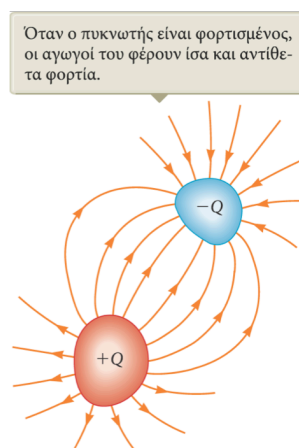 Όταν ο πυκνωτής είναι φορτισμένος,
οι αγωγοί του φέρουν ίσα και αντίθε-
τα φορτία.
−Q
+Q